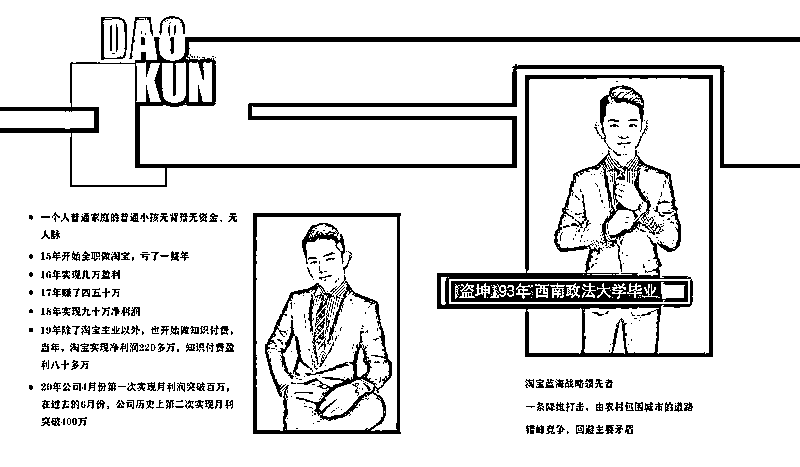 DAO
KUN
一个人普通家庭的普通小孩无背景无资金、无
人脉
15年开始全职做淘宝，亏了一整年
16年实现几万盈利
17年赚了四五十万
18年实现九十万净利润
19年除了淘宝主业以外，也开始做知识付费，
当年，淘宝实现净利润220多万，知识付费盈
利八十多万
20年公司4月份第一次实现月利润突破百万，
在过去的6月份，公司历史上第二次实现月利
突破400万
盗坤 93年 西南政法大学毕业
淘宝蓝海战略领先者
一条降维打击、由农村包围城市的道路
错峰竞争、回避主要矛盾